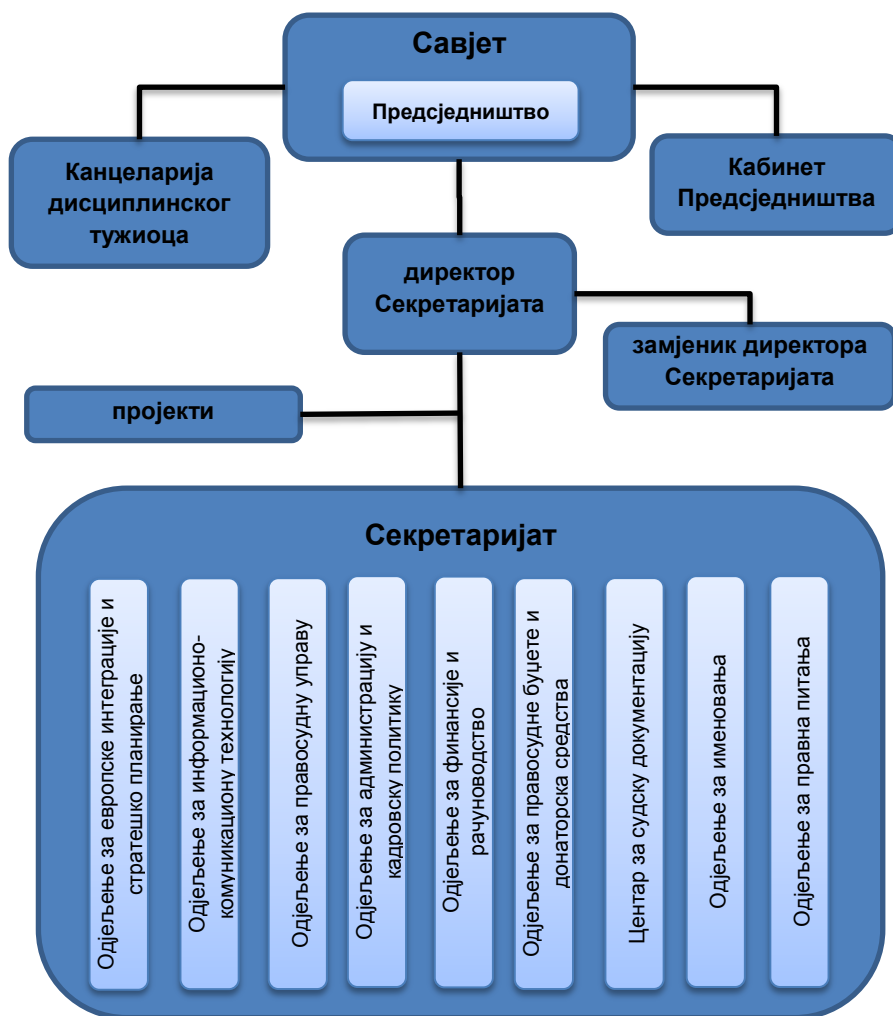 Савјет
Предсједништво
Канцеларија
дисциплинског
тужиоца
Кабинет
Предсједништва
директор
Секретаријата
замјеник директора
Секретаријата
пројекти
Секретаријат
Одјељење за европске интеграције и
стратешко планирање
Одјељење за информационо-
комуникациону технологију
Одјељење за правосудну управу
Одјељење за администрацију и
кадровску политику
Одјељење за финансије и
рачуноводство
Одјељење за правосудне буџете и
донаторска средства
Центар за судску документацију
Одјељење за именовања
Одјељење за правна питања